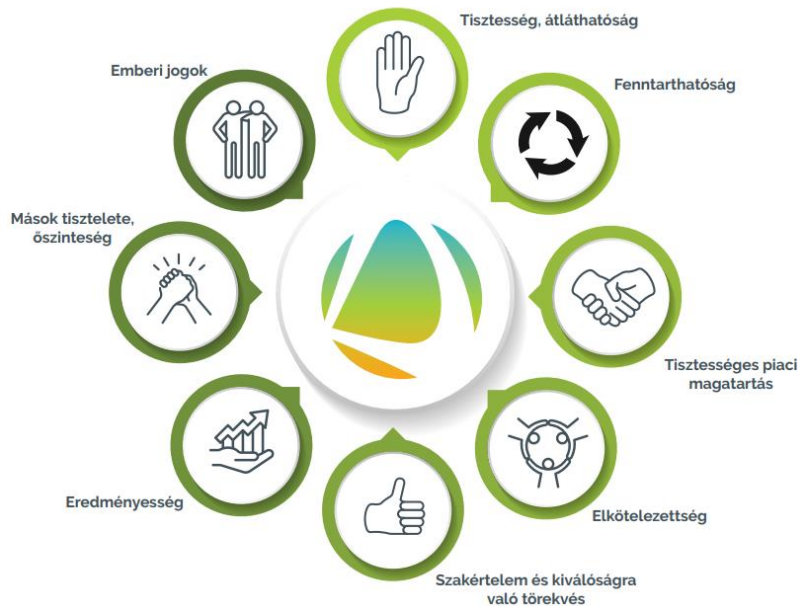 Tisztesség, átláthatóság
Fenntarthatóság
Tisztességes piaci
magatartás
Elkötelezettség
Szakértelem és kiválóságra
való törekvés
Eredményesség
Mások tisztelete,
őszinteség
Emberi jogok